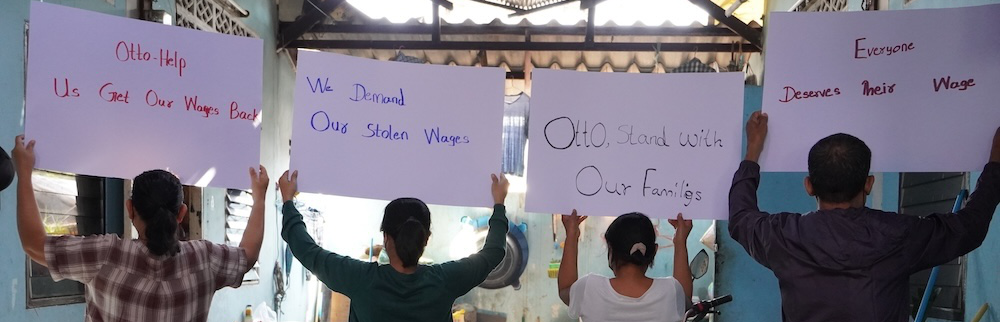 Otto-Help
Us Get Our Wages Back
We Demand
Our Stolen Wages
OttO, Stand with
Our Families
Everyone
Deserves Their Wage